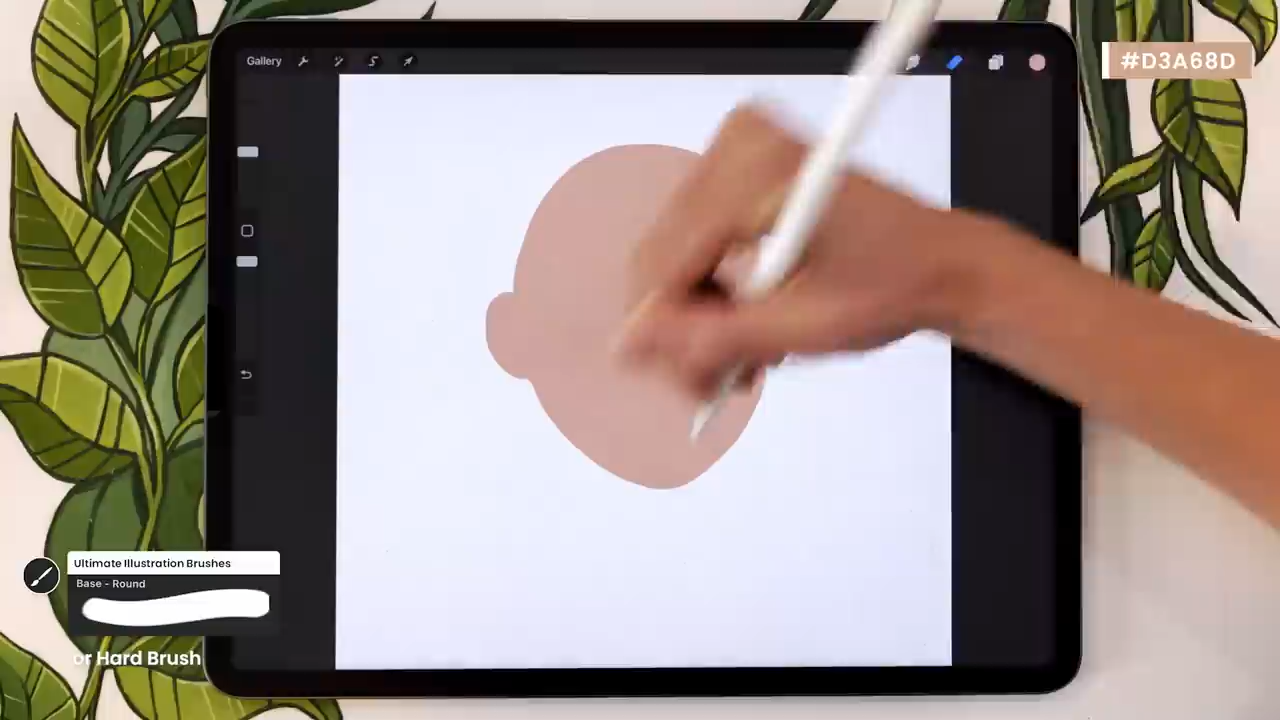 Gallery
#D3A68D
Ultimate Illustration Brushes
Base - Round
or Hard Brush